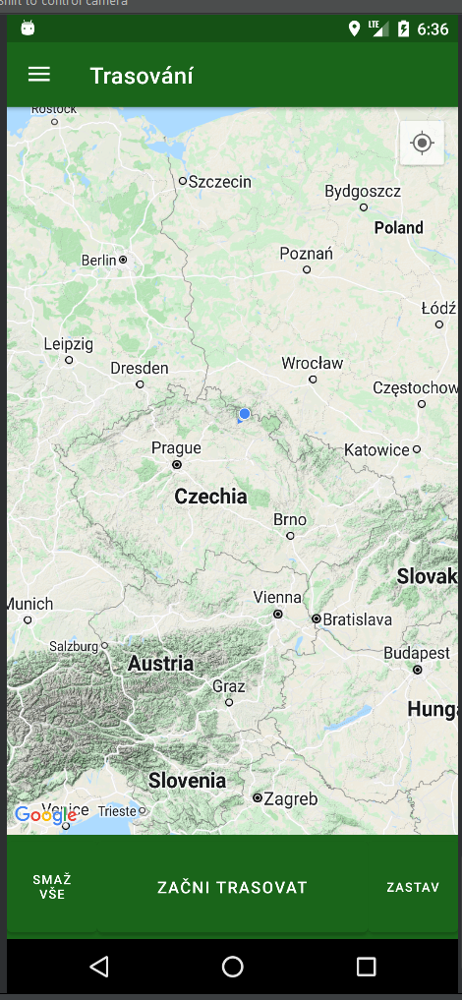 Shift to control camera
LTE 6:36
Trasování
Rostock
Szczecin
Bydgoszcz
Poland
Berlin
Poznań
Łódź
Leipzig
Dresden
Wrocław
Częstochow
Prague
Katowice
Czechia
Brno
Slovak
Munich
Vienna
Bratislava
Salzburg
Budapest
Austria
Graz
Hunga
Slovenia
Zagreb
Google
Venice
Trieste
SMAŽ
VŠE
ZAČNI TRASOVAT
ZASTAV